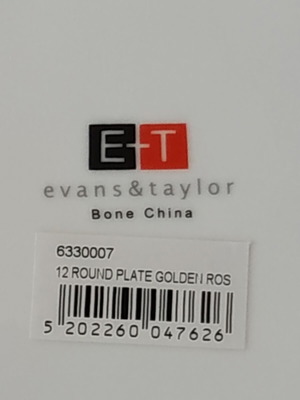 E+T
evans&taylor
Bone China
6330007
12 ROUND PLATE GOLDEN ROS
5 202260 047626